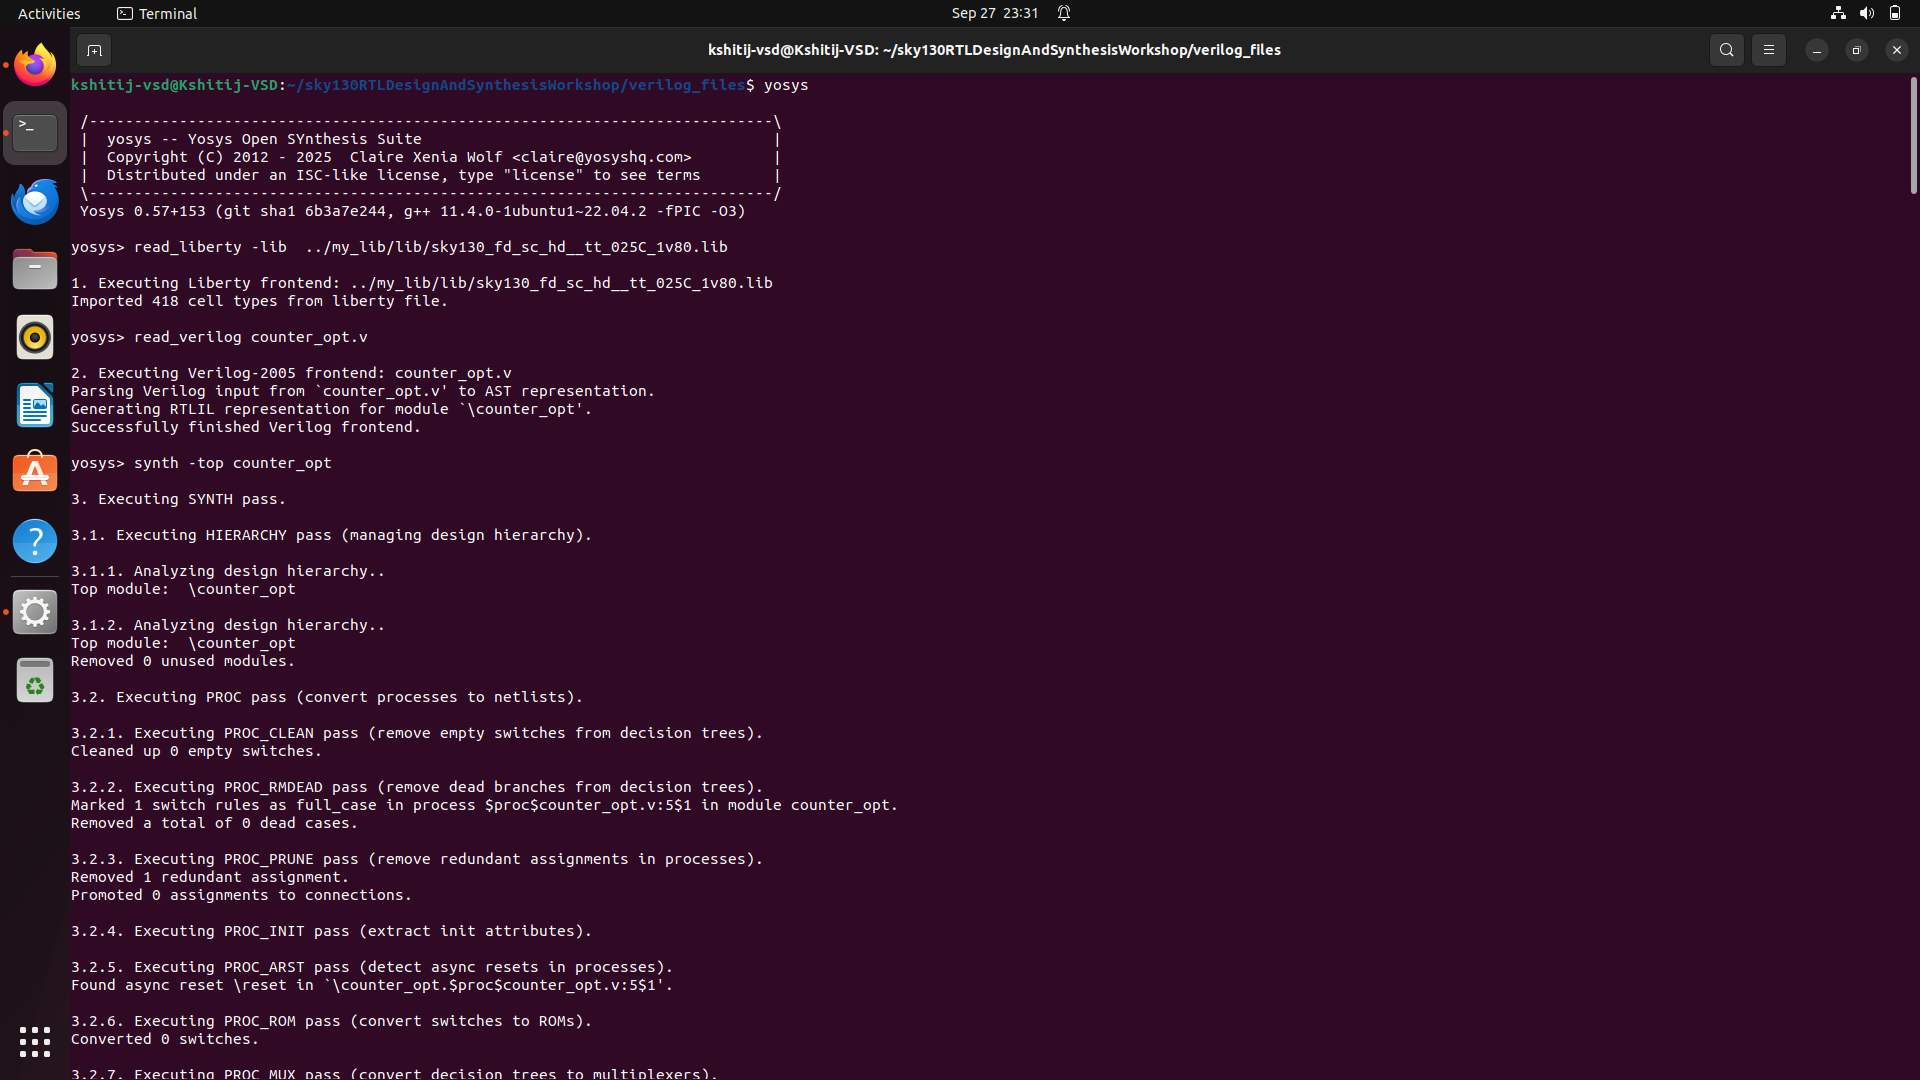 Activities
Terminal
Sep 27 23:31
kshitij-vsd@Kshitij-VSD: ~/sky130RTLDesignAndSynthesisWorkshop/verilog_files
kshitij-vsd@Kshitij-VSD:~/sky130RTLDesignAndSynthesisWorkshop/verilog_files$ yosys
/----------------------------------------------------------------------------\
|  yosys -- Yosys Open SYnthesis Suite                                       |
|  Copyright (C) 2012 - 2025  Claire Xenia Wolf <claire@yosyshq.com>         |
|  Distributed under an ISC-like license, type "license" to see terms        |
\----------------------------------------------------------------------------/
Yosys 0.57+153 (git sha1 6b3a7e244, g++ 11.4.0-1ubuntu1~22.04.2 -fPIC -O3)
yosys> read_liberty -lib  ../my_lib/lib/sky130_fd_sc_hd__tt_025C_1v80.lib
1. Executing Liberty frontend: ../my_lib/lib/sky130_fd_sc_hd__tt_025C_1v80.lib
Imported 418 cell types from liberty file.
yosys> read_verilog counter_opt.v
2. Executing Verilog-2005 frontend: counter_opt.v
Parsing Verilog input from `counter_opt.v' to AST representation.
Generating RTLIL representation for module `\counter_opt'.
Successfully finished Verilog frontend.
yosys> synth -top counter_opt
3. Executing SYNTH pass.
3.1. Executing HIERARCHY pass (managing design hierarchy).
3.1.1. Analyzing design hierarchy..
Top module:  \counter_opt
3.1.2. Analyzing design hierarchy..
Top module:  \counter_opt
Removed 0 unused modules.
3.2. Executing PROC pass (convert processes to netlists).
3.2.1. Executing PROC_CLEAN pass (remove empty switches from decision trees).
Cleaned up 0 empty switches.
3.2.2. Executing PROC_RMDEAD pass (remove dead branches from decision trees).
Marked 1 switch rules as full_case in process $proc$counter_opt.v:5$1 in module counter_opt.
Removed a total of 0 dead cases.
3.2.3. Executing PROC_PRUNE pass (remove redundant assignments in processes).
Removed 1 redundant assignment.
Promoted 0 assignments to connections.
3.2.4. Executing PROC_INIT pass (extract init attributes).
3.2.5. Executing PROC_ARST pass (detect async resets in processes).
Found async reset \reset in `\counter_opt.$proc$counter_opt.v:5$1'.
3.2.6. Executing PROC_ROM pass (convert switches to ROMs).
Converted 0 switches.
3.2.7. Executing PROC_MUX pass (convert decision trees to multiplexers).